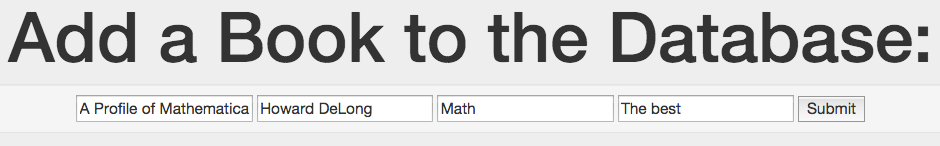 Add a Book to the Database:
A Profile of Mathematica Howard DeLong Math The best Submit